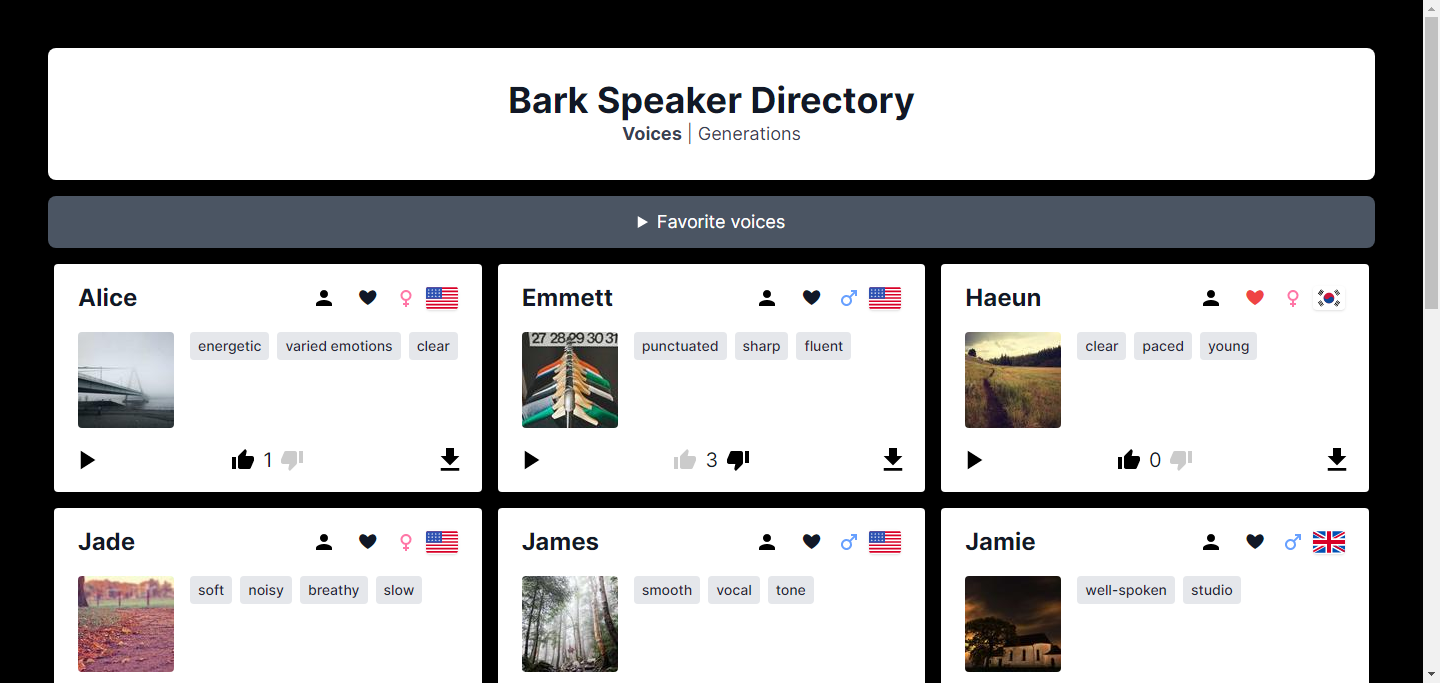 Bark Speaker Directory
Voices | Generations
▶ Favorite voices
Alice
energetic varied emotions clear
1
Emmett
27 28 29 30 31
punctuated sharp fluent
3
Haeun
clear paced young
0
Jade
soft noisy breathy slow
James
smooth vocal tone
Jamie
well-spoken studio